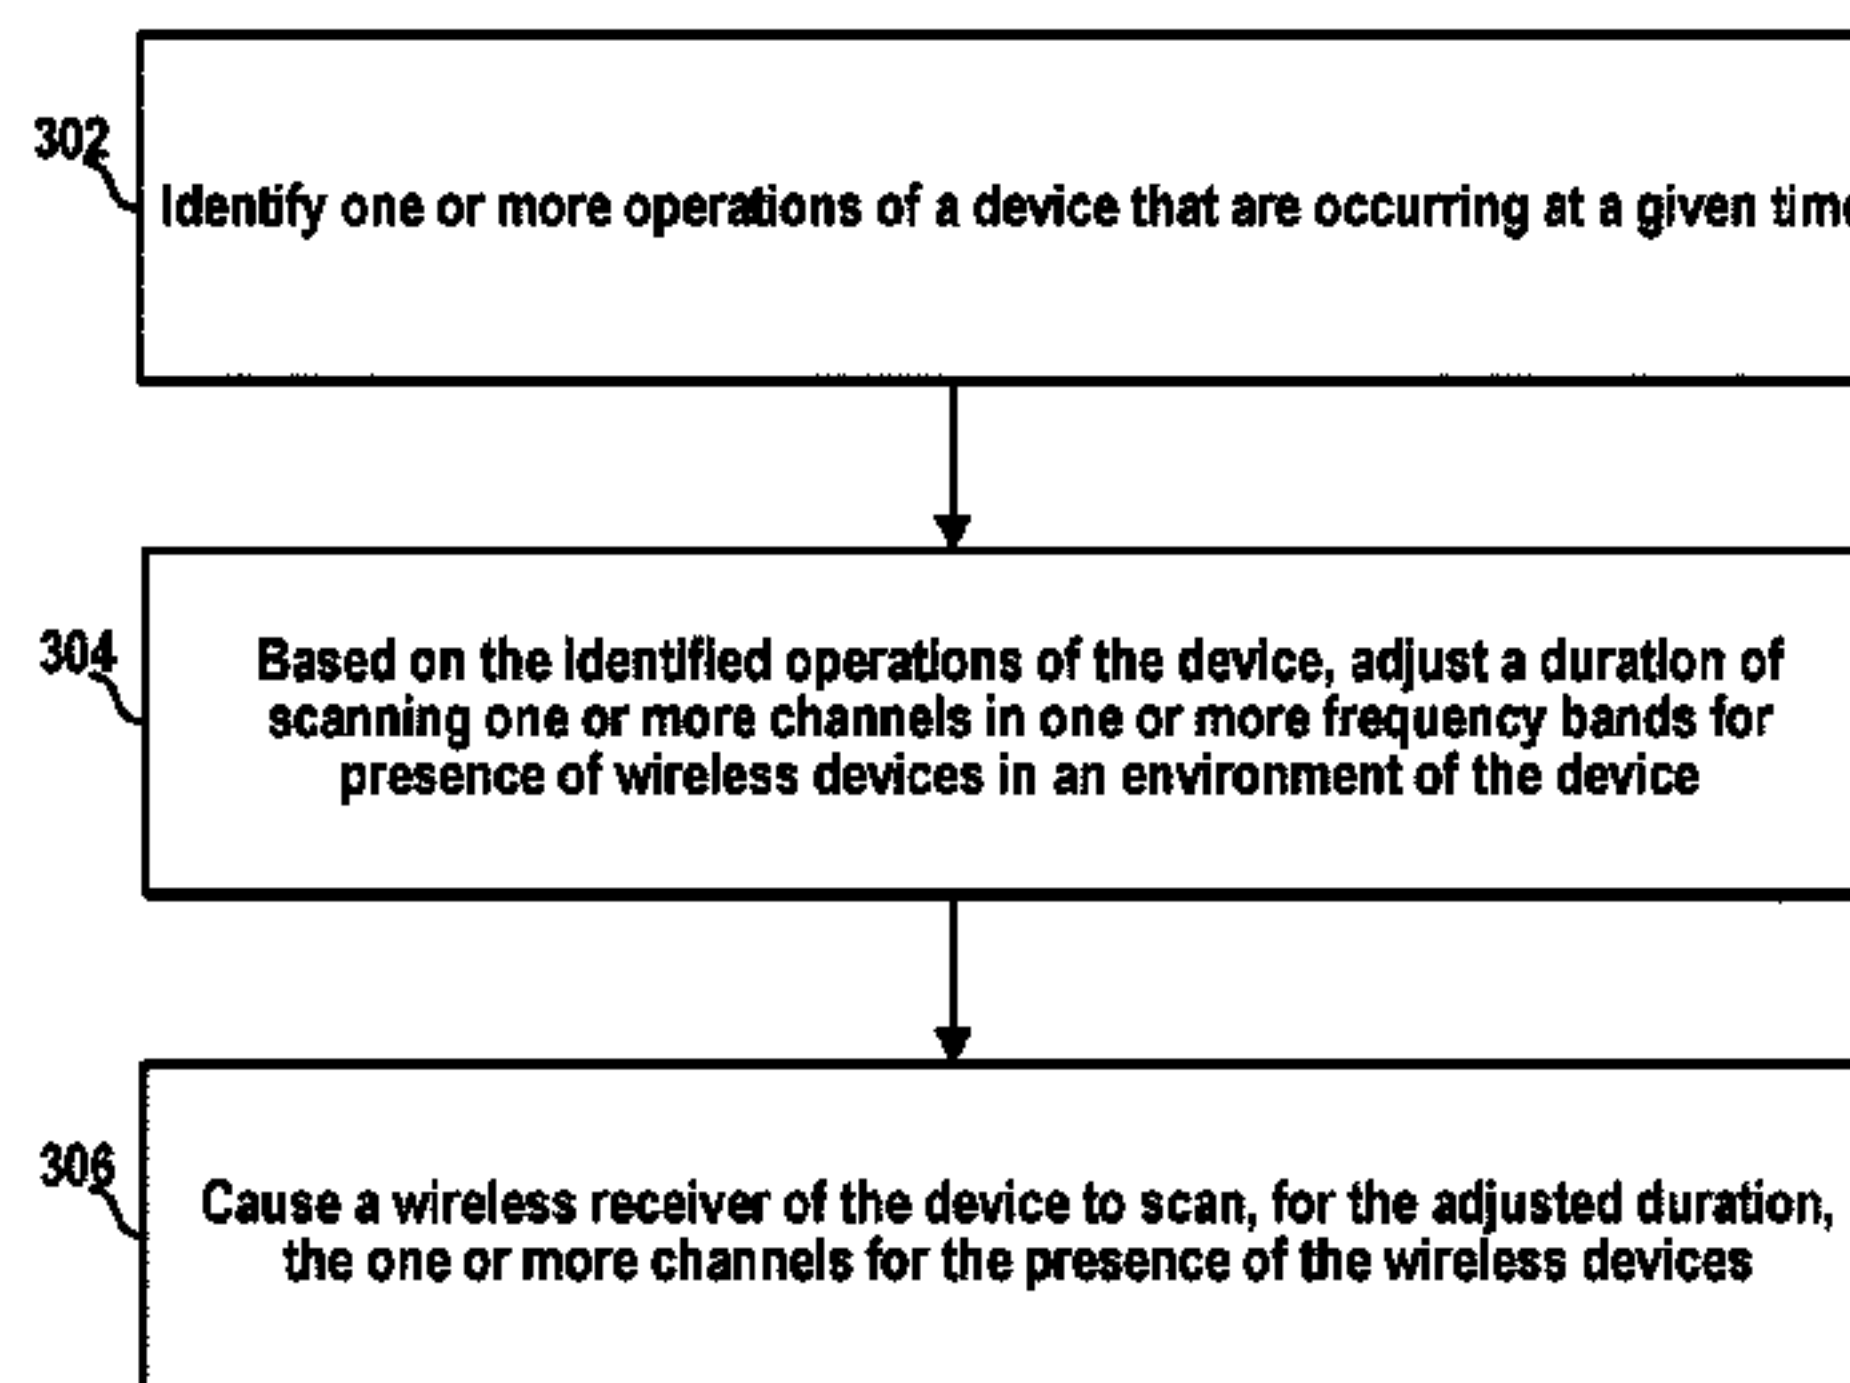 302
Identify one or more operations of a device that are occurring at a given time
304
Based on the identified operations of the device, adjust a duration of
scanning one or more channels in one or more frequency bands for
presence of wireless devices in an environment of the device
306
Cause a wireless receiver of the device to scan, for the adjusted duration,
the one or more channels for the presence of the wireless devices